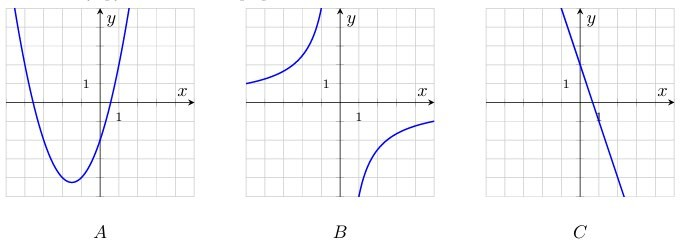 y y y
1 x 1 x 1 x
1 1 1
A B C